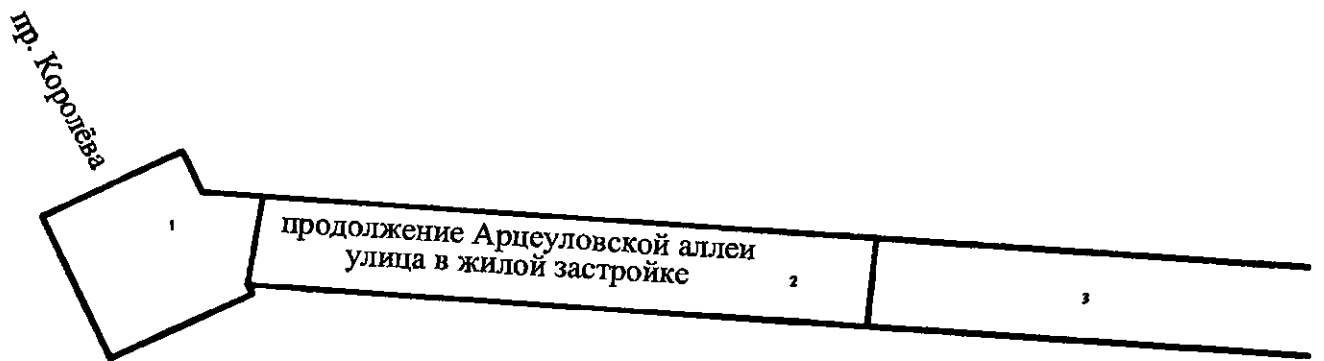 пр. Королёва
1
продолжение Арцеуловской аллеи
улица в жилой застройке
2
3